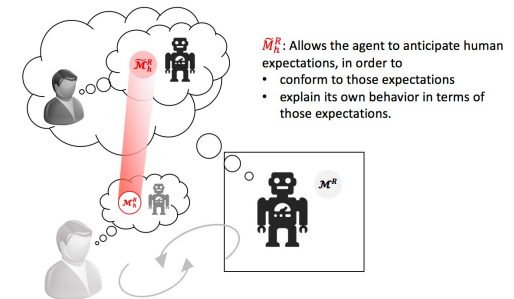 M̃ᴿₕ: Allows the agent to anticipate human
expectations, in order to
• conform to those expectations
• explain its own behavior in terms of
those expectations.
M̃ᴿₕ
Mᴿₕ
Mᴿ